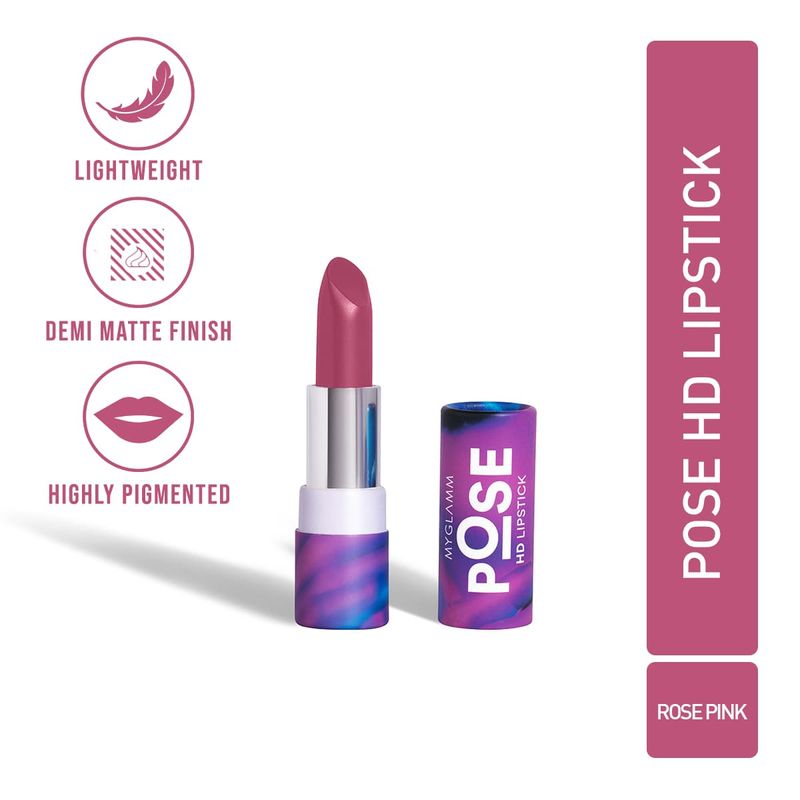 LIGHTWEIGHT
DEMI MATTE FINISH
HIGHLY PIGMENTED
MYGLAMM
POSE
HD LIPSTICK
POSE HD LIPSTICK
ROSE PINK